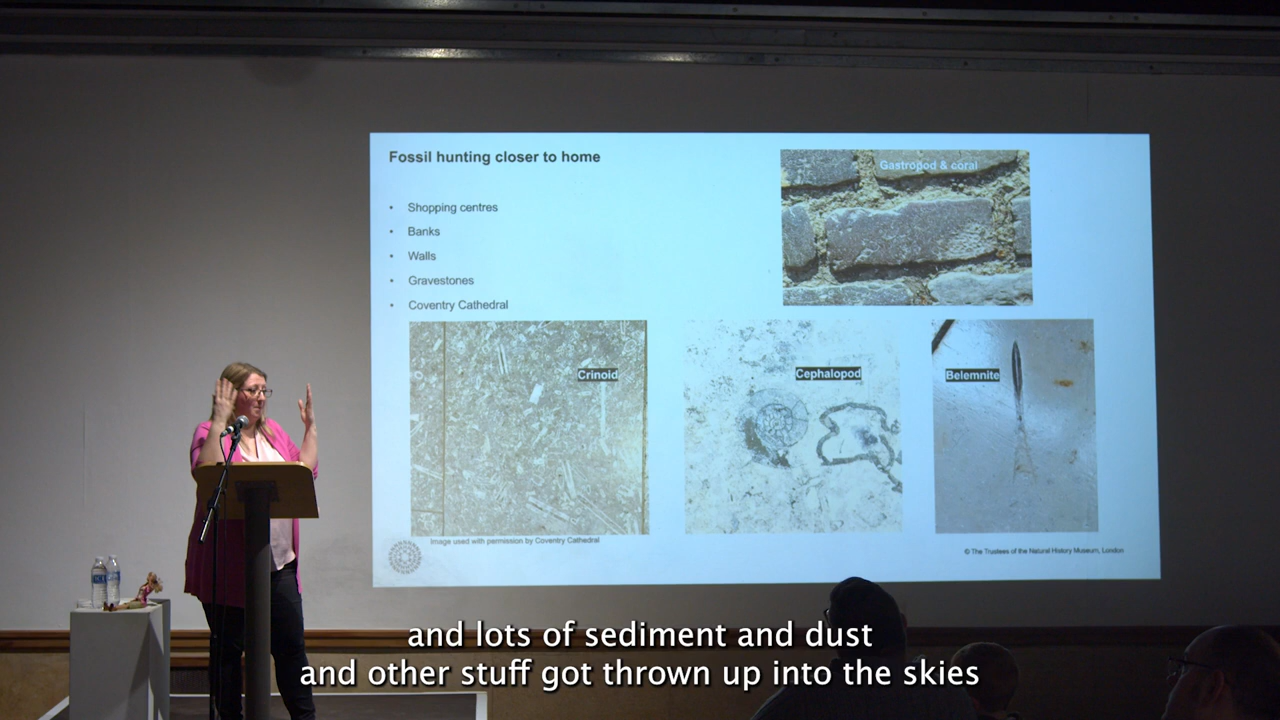 Fossil hunting closer to home
• Shopping centres
• Banks
• Walls
• Gravestones
• Coventry Cathedral
Gastropod & coral
Crinoid
Cephalopod
Belemnite
Image used with permission by Coventry Cathedral
© The Trustees of the Natural History Museum, London
and lots of sediment and dust
and other stuff got thrown up into the skies